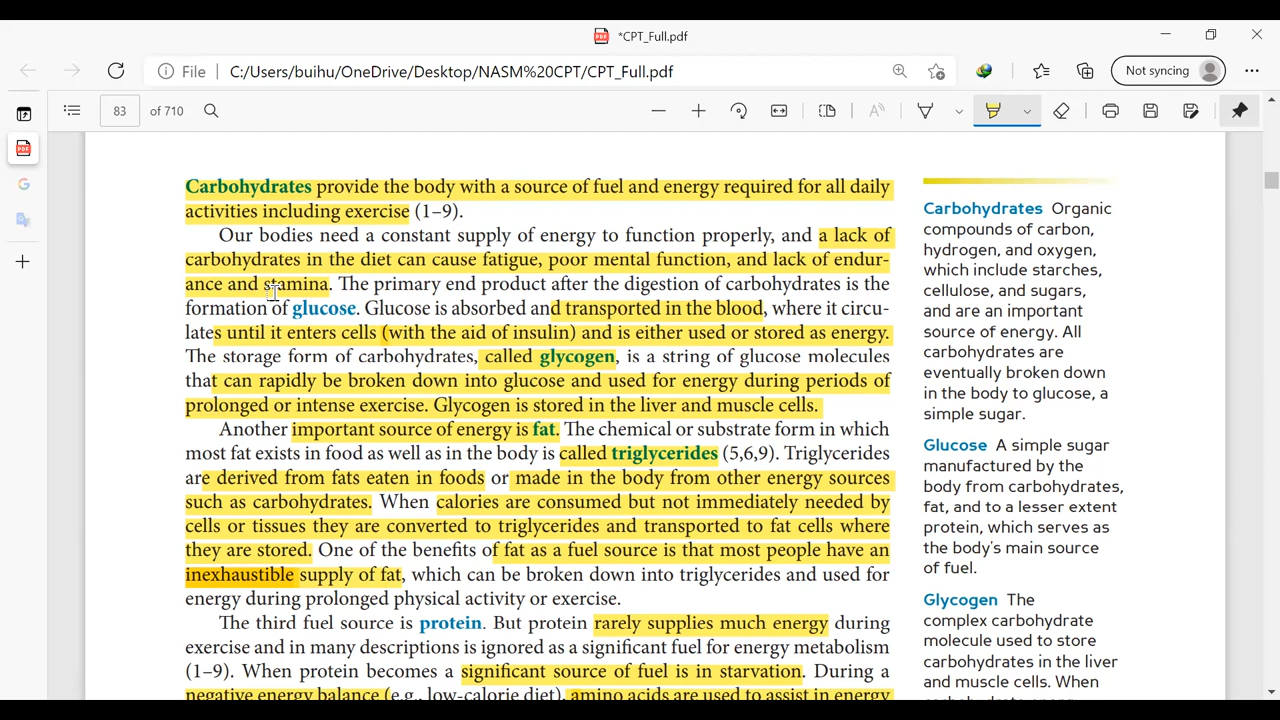 *CPT_Full.pdf
File
C:/Users/buihu/OneDrive/Desktop/NASM%20CPT/CPT_Full.pdf
Not syncing
83 of 710
Carbohydrates provide the body with a source of fuel and energy required for all daily
activities including exercise (1–9).
Our bodies need a constant supply of energy to function properly, and a lack of
carbohydrates in the diet can cause fatigue, poor mental function, and lack of endur-
ance and stamina. The primary end product after the digestion of carbohydrates is the
formation of glucose. Glucose is absorbed and transported in the blood, where it circu-
lates until it enters cells (with the aid of insulin) and is either used or stored as energy.
The storage form of carbohydrates, called glycogen, is a string of glucose molecules
that can rapidly be broken down into glucose and used for energy during periods of
prolonged or intense exercise. Glycogen is stored in the liver and muscle cells.
Another important source of energy is fat. The chemical or substrate form in which
most fat exists in food as well as in the body is called triglycerides (5,6,9). Triglycerides
are derived from fats eaten in foods or made in the body from other energy sources
such as carbohydrates. When calories are consumed but not immediately needed by
cells or tissues they are converted to triglycerides and transported to fat cells where
they are stored. One of the benefits of fat as a fuel source is that most people have an
inexhaustible supply of fat, which can be broken down into triglycerides and used for
energy during prolonged physical activity or exercise.
The third fuel source is protein. But protein rarely supplies much energy during
exercise and in many descriptions is ignored as a significant fuel for energy metabolism
(1–9). When protein becomes a significant source of fuel is in starvation. During a
negative energy balance (e.g., low-calorie diet), amino acids are used to assist in energy
Carbohydrates Organic
compounds of carbon,
hydrogen, and oxygen,
which include starches,
cellulose, and sugars,
and are an important
source of energy. All
carbohydrates are
eventually broken down
in the body to glucose, a
simple sugar.
Glucose A simple sugar
manufactured by the
body from carbohydrates,
fat, and to a lesser extent
protein, which serves as
the body's main source
of fuel.
Glycogen The
complex carbohydrate
molecule used to store
carbohydrates in the liver
and muscle cells. When